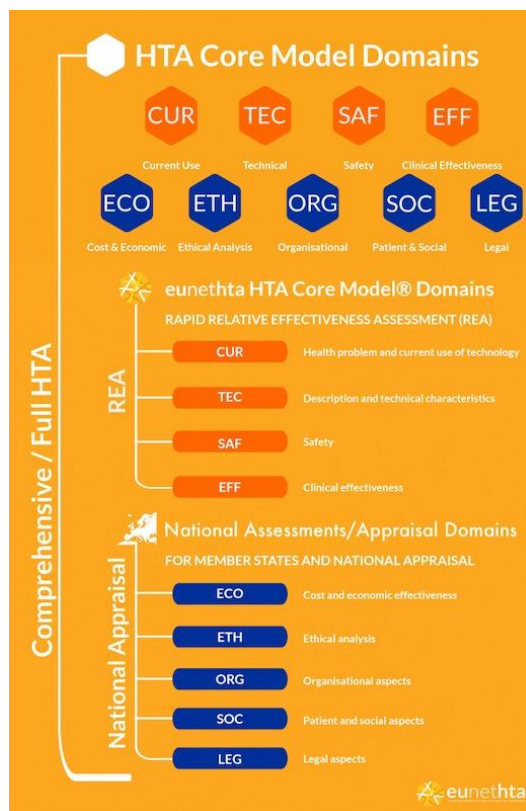 HTA Core Model Domains
CUR TEC SAF EFF
Current Use Technical Safety Clinical Effectiveness
ECO ETH ORG SOC LEG
Cost & Economic Ethical Analysis Organisational Patient & Social Legal
Comprehensive / Full HTA
eunethta HTA Core Model® Domains
RAPID RELATIVE EFFECTIVENESS ASSESSMENT (REA)
REA
CUR Health problem and current use of technology
TEC Description and technical characteristics
SAF Safety
EFF Clinical effectiveness
National Assessments/Appraisal Domains
FOR MEMBER STATES AND NATIONAL APPRAISAL
National Appraisal
ECO Cost and economic effectiveness
ETH Ethical analysis
ORG Organisational aspects
SOC Patient and social aspects
LEG Legal aspects
eunethta